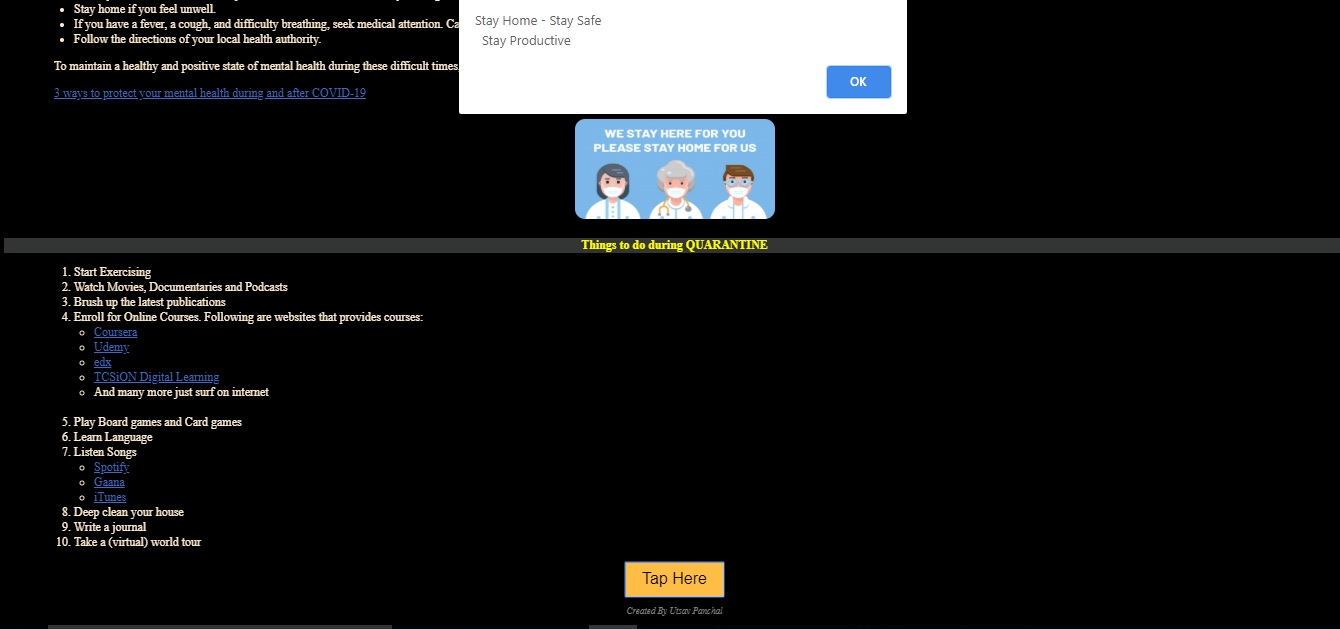 Stay home if you feel unwell.
If you have a fever, a cough, and difficulty breathing, seek medical attention. Ca
Follow the directions of your local health authority.
To maintain a healthy and positive state of mental health during these difficult times,
3 ways to protect your mental health during and after COVID-19
Stay Home - Stay Safe
Stay Productive
OK
WE STAY HERE FOR YOU
PLEASE STAY HOME FOR US
Things to do during QUARANTINE
1. Start Exercising
2. Watch Movies, Documentaries and Podcasts
3. Brush up the latest publications
4. Enroll for Online Courses. Following are websites that provides courses:
Coursera
Udemy
edx
TCSiON Digital Learning
And many more just surf on internet
5. Play Board games and Card games
6. Learn Language
7. Listen Songs
Spotify
Gaana
iTunes
8. Deep clean your house
9. Write a journal
10. Take a (virtual) world tour
Tap Here
Created By Utsav Panchal